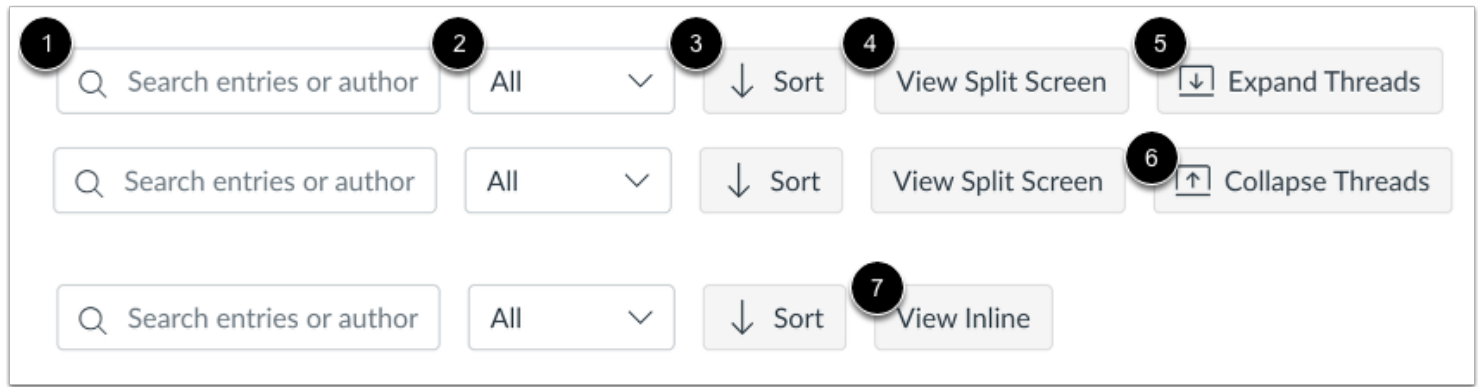 1 2 3 4 5
Search entries or author All Sort View Split Screen Expand Threads
6
Search entries or author All Sort View Split Screen Collapse Threads
7
Search entries or author All Sort View Inline